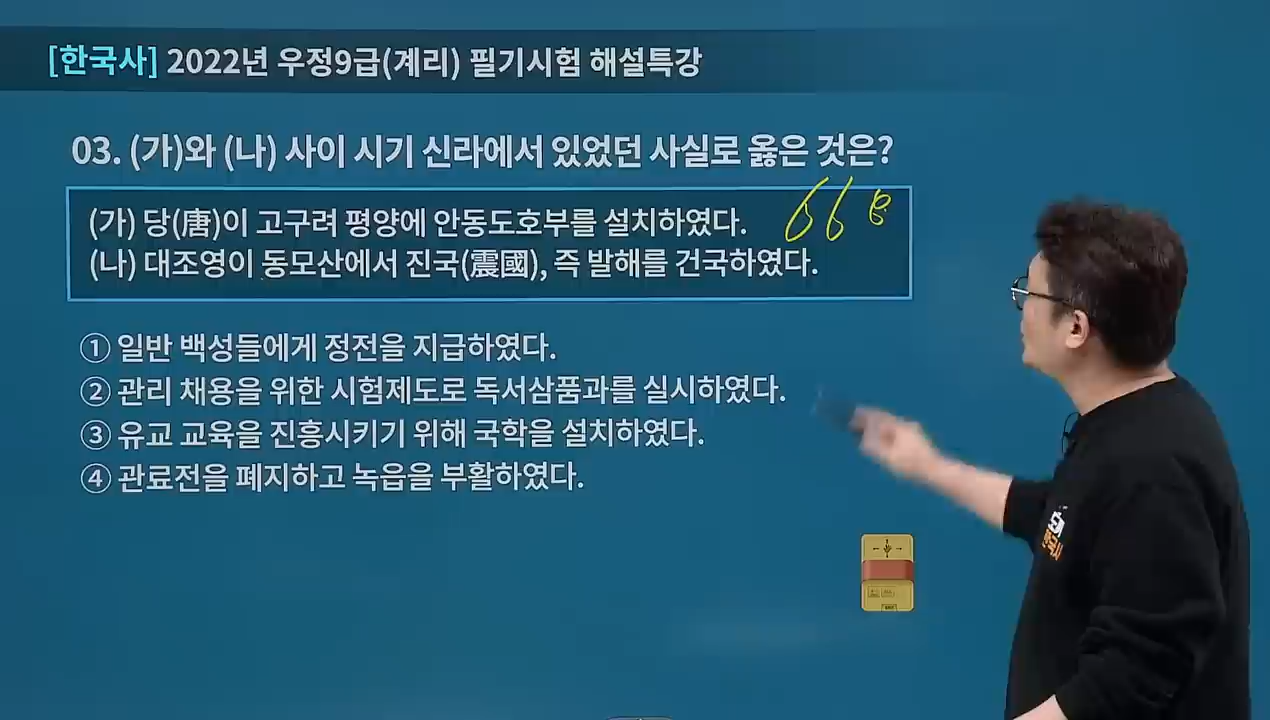 [한국사] 2022년 우정9급(계리) 필기시험 해설특강
03. (가)와 (나) 사이 시기 신라에서 있었던 사실로 옳은 것은?
(가) 당(唐)이 고구려 평양에 안동도호부를 설치하였다. 668
(나) 대조영이 동모산에서 진국(震國), 즉 발해를 건국하였다.
① 일반 백성들에게 정전을 지급하였다.
② 관리 채용을 위한 시험제도로 독서삼품과를 실시하였다.
③ 유교 교육을 진흥시키기 위해 국학을 설치하였다.
④ 관료전을 폐지하고 녹읍을 부활하였다.
한국사